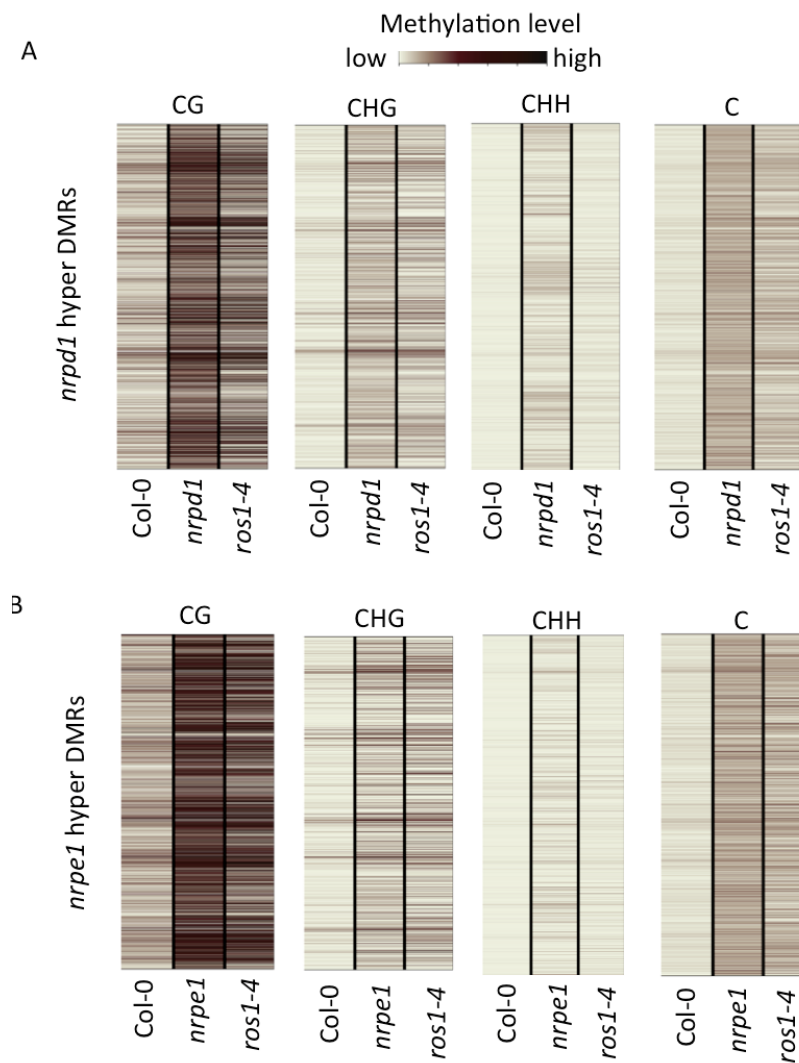 Methylation level
A
low high
CG CHG CHH C
nrpd1 hyper DMRs
Col-0 nrpd1 ros1-4 Col-0 nrpd1 ros1-4 Col-0 nrpd1 ros1-4 Col-0 nrpd1 ros1-4
B
CG CHG CHH C
nrpe1 hyper DMRs
Col-0 nrpe1 ros1-4 Col-0 nrpe1 ros1-4 Col-0 nrpe1 ros1-4 Col-0 nrpe1 ros1-4